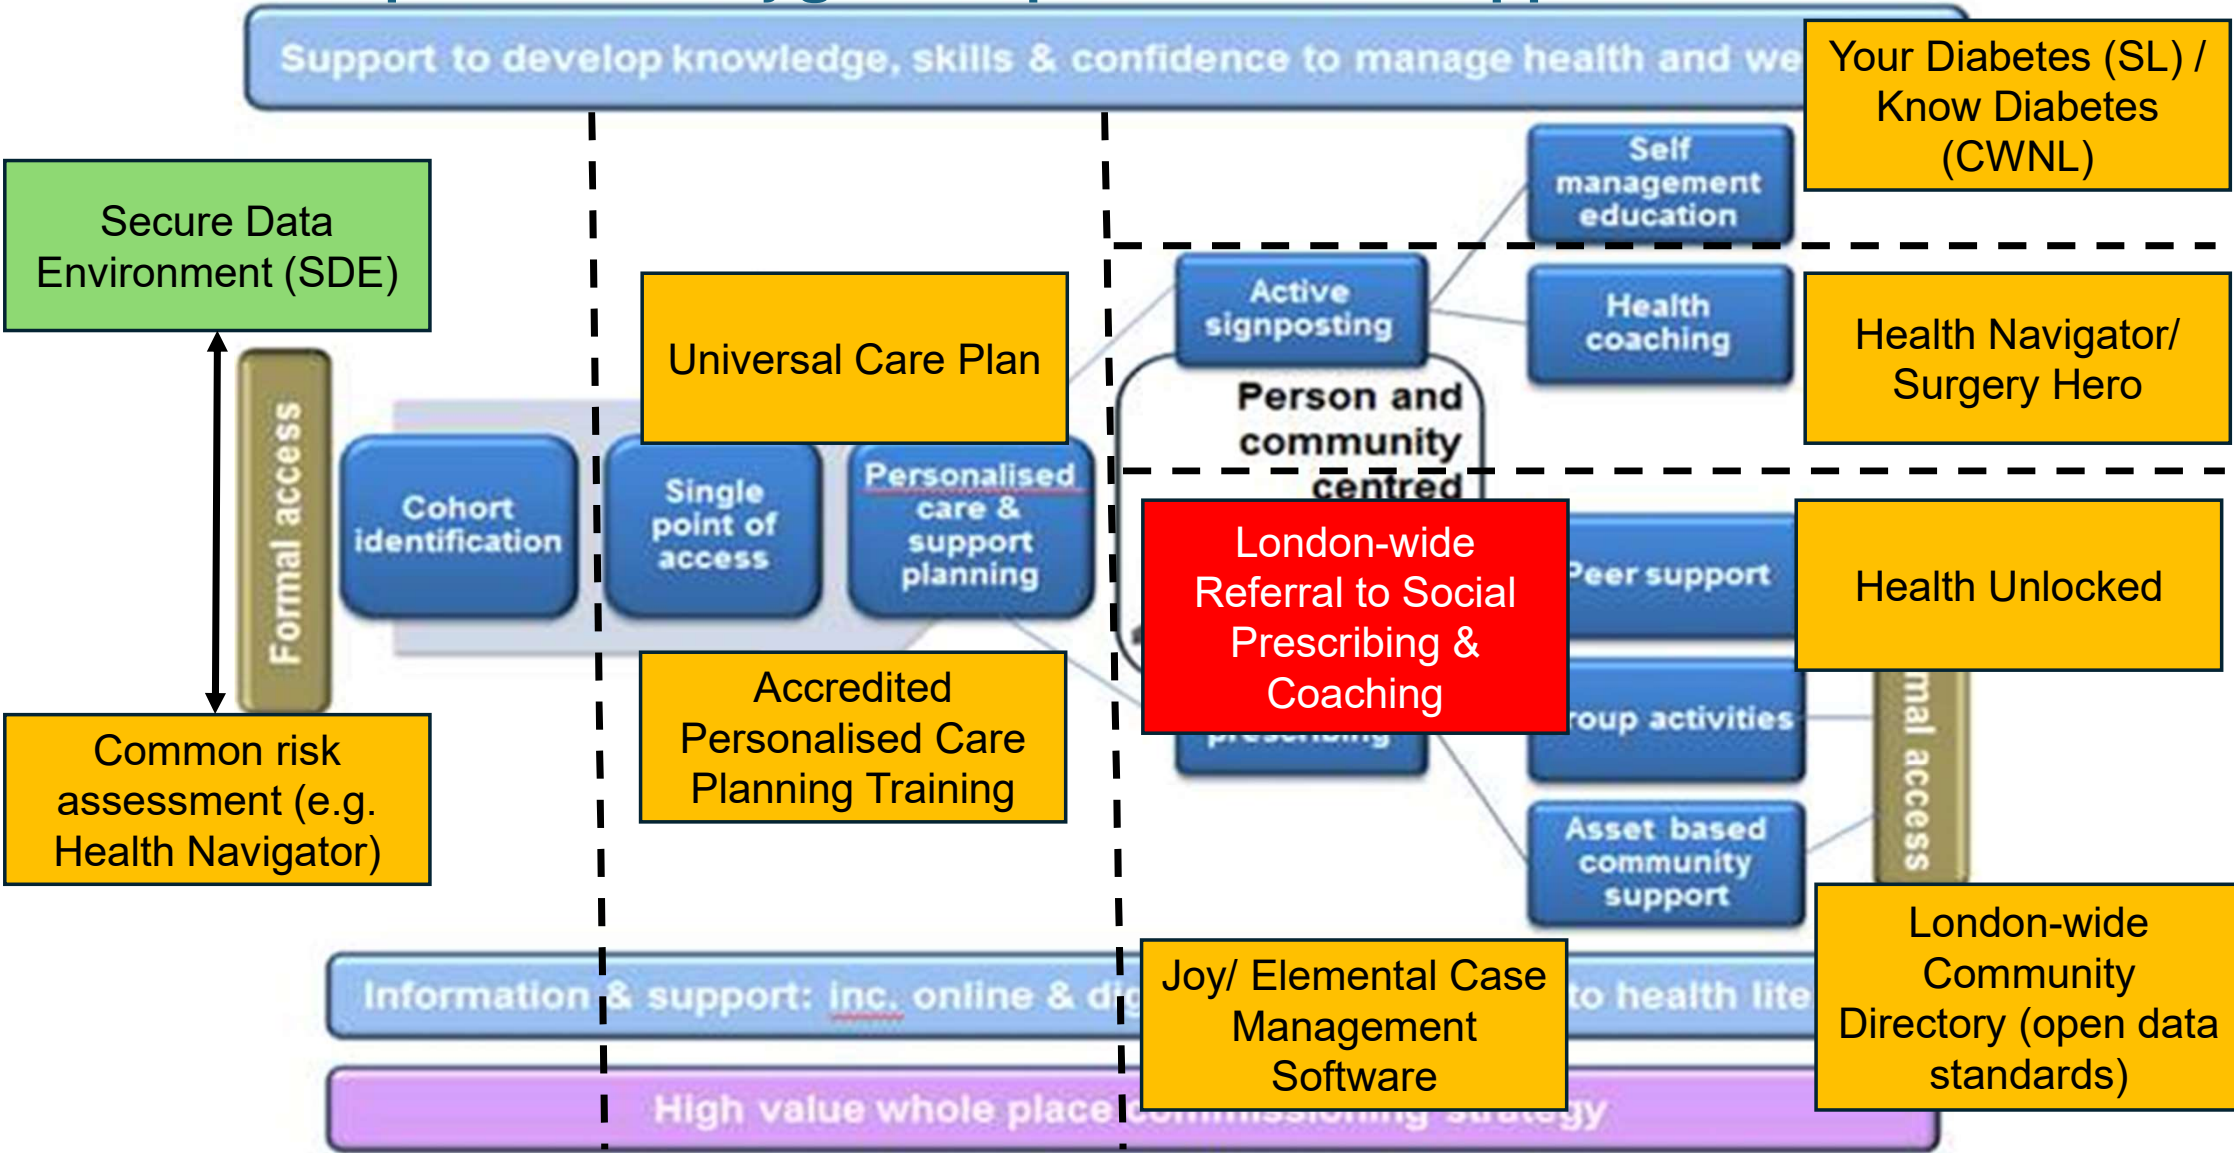 Support to develop knowledge, skills & confidence to manage health and we
Your Diabetes (SL) /
Know Diabetes
(CWNL)
Self
management
education
Secure Data
Environment (SDE)
Active
signposting
Health
coaching
Health Navigator/
Surgery Hero
Universal Care Plan
Person and
community
centred
Formal access
Cohort
identification
Single
point of
access
Personalised
care &
support
planning
London-wide
Referral to Social
Prescribing &
Coaching
Peer support
Health Unlocked
Accredited
Personalised Care
Planning Training
prescribing
roup activities
mal access
Common risk
assessment (e.g.
Health Navigator)
Asset based
community
support
London-wide
Community
Directory (open data
standards)
Information & support: inc. online & dig
to health lite
Joy/ Elemental Case
Management
Software
High value whole place commissioning strategy